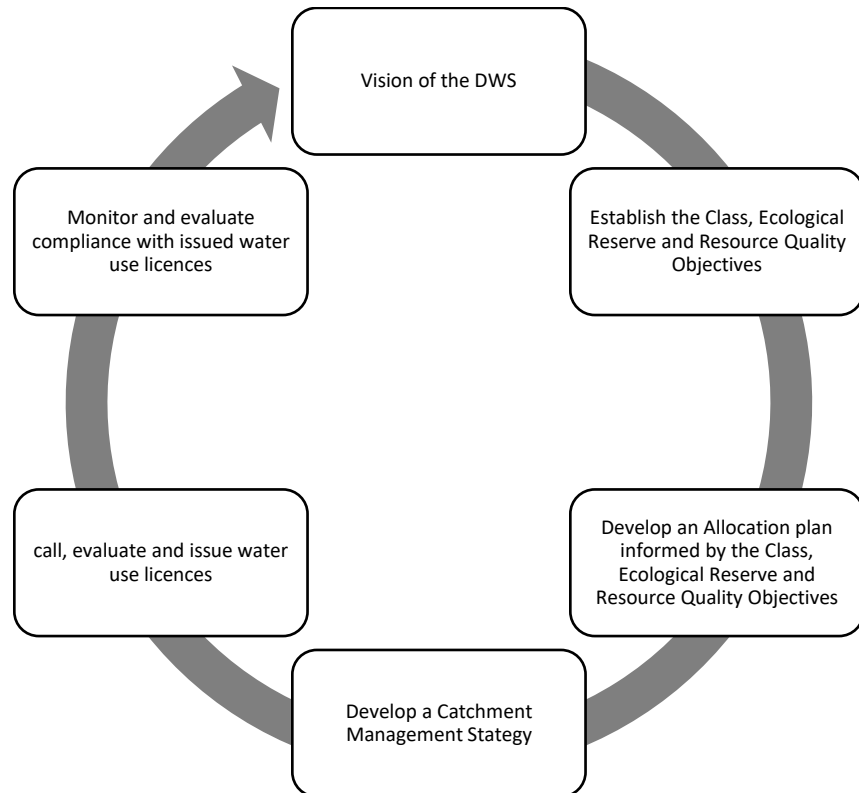 Vision of the DWS
Establish the Class, Ecological
Reserve and Resource Quality
Objectives
Develop an Allocation plan
informed by the Class,
Ecological Reserve and
Resource Quality Objectives
Develop a Catchment
Management Stategy
call, evaluate and issue water
use licences
Monitor and evaluate
compliance with issued water
use licences